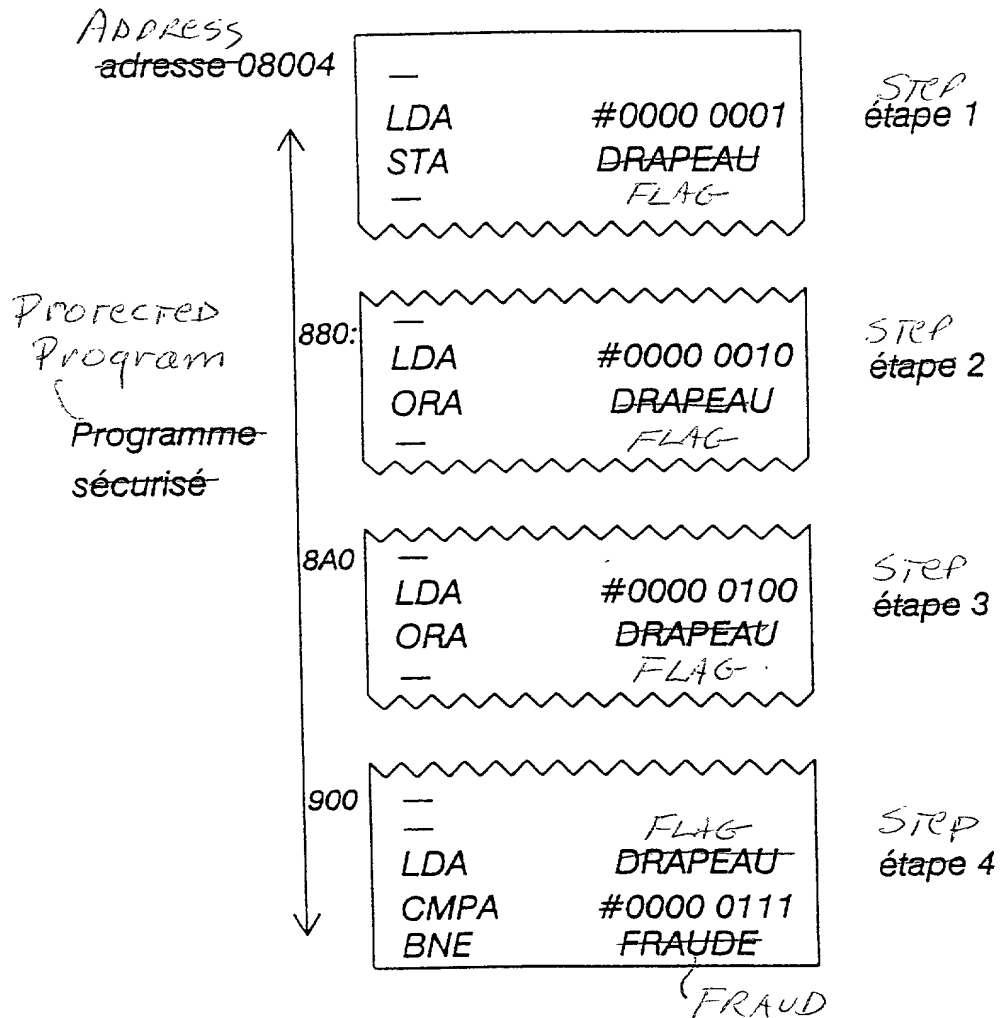 ADDRESS
adresse 08004
—
LDA #0000 0001
STA DRAPEAU
— FLAG
STEP
étape 1
Protected
Program
Programme
sécurisé
880:
—
LDA #0000 0010
ORA DRAPEAU
— FLAG
STEP
étape 2
8A0
—
LDA #0000 0100
ORA DRAPEAU
— FLAG
STEP
étape 3
900
—
— FLAG
LDA DRAPEAU
CMPA #0000 0111
BNE FRAUDE
FRAUD
STEP
étape 4